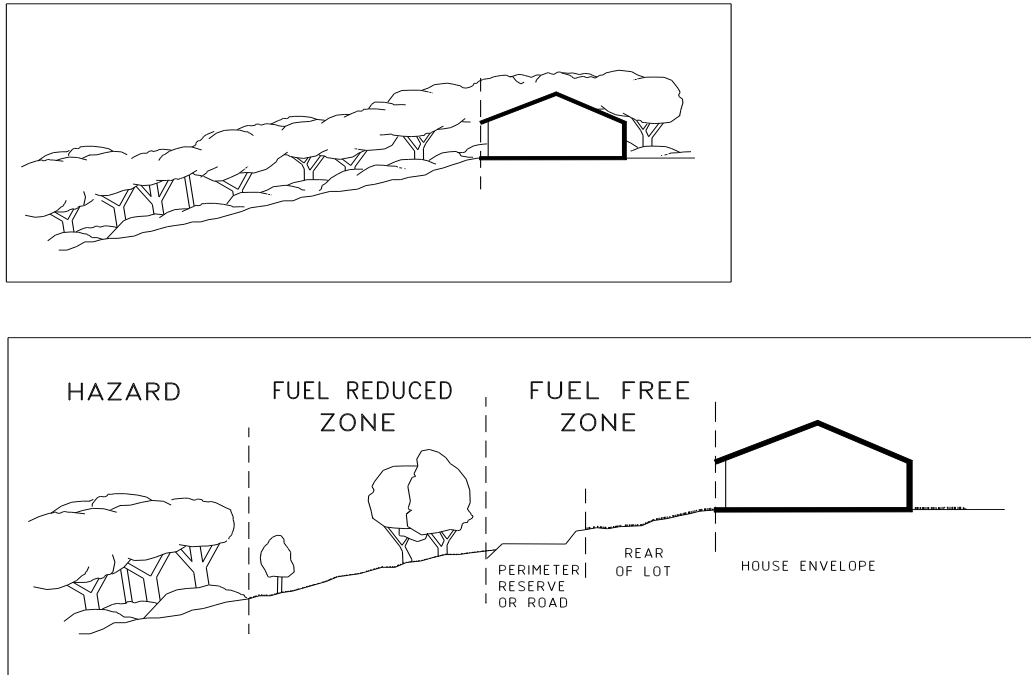 HAZARD
FUEL REDUCED
ZONE
FUEL FREE
ZONE
PERIMETER
RESERVE
OR ROAD
REAR
OF LOT
HOUSE ENVELOPE